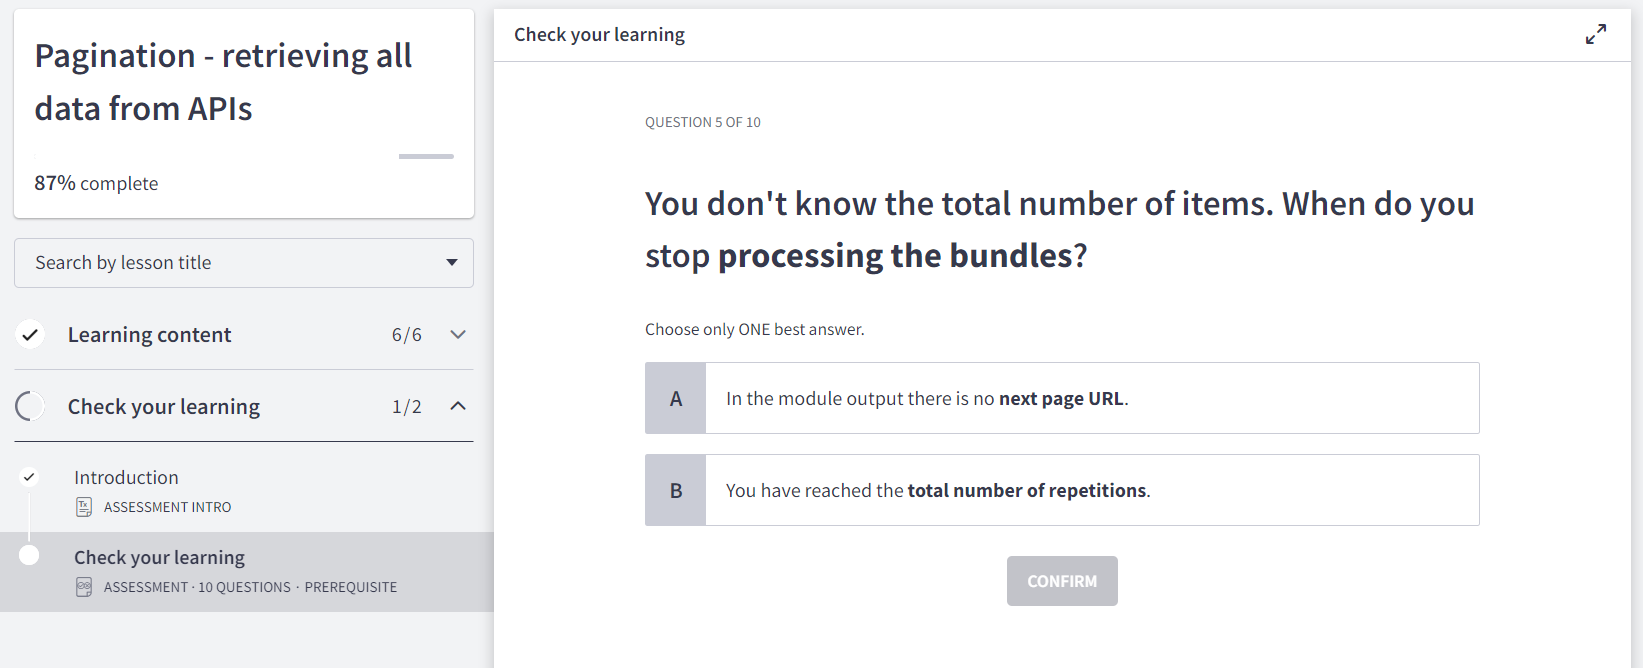 Pagination - retrieving all
data from APIs
87% complete
Search by lesson title
Learning content 6/6
Check your learning 1/2
Introduction
ASSESSMENT INTRO
Check your learning
ASSESSMENT · 10 QUESTIONS · PREREQUISITE
Check your learning
QUESTION 5 OF 10
You don't know the total number of items. When do you
stop processing the bundles?
Choose only ONE best answer.
A In the module output there is no next page URL.
B You have reached the total number of repetitions.
CONFIRM